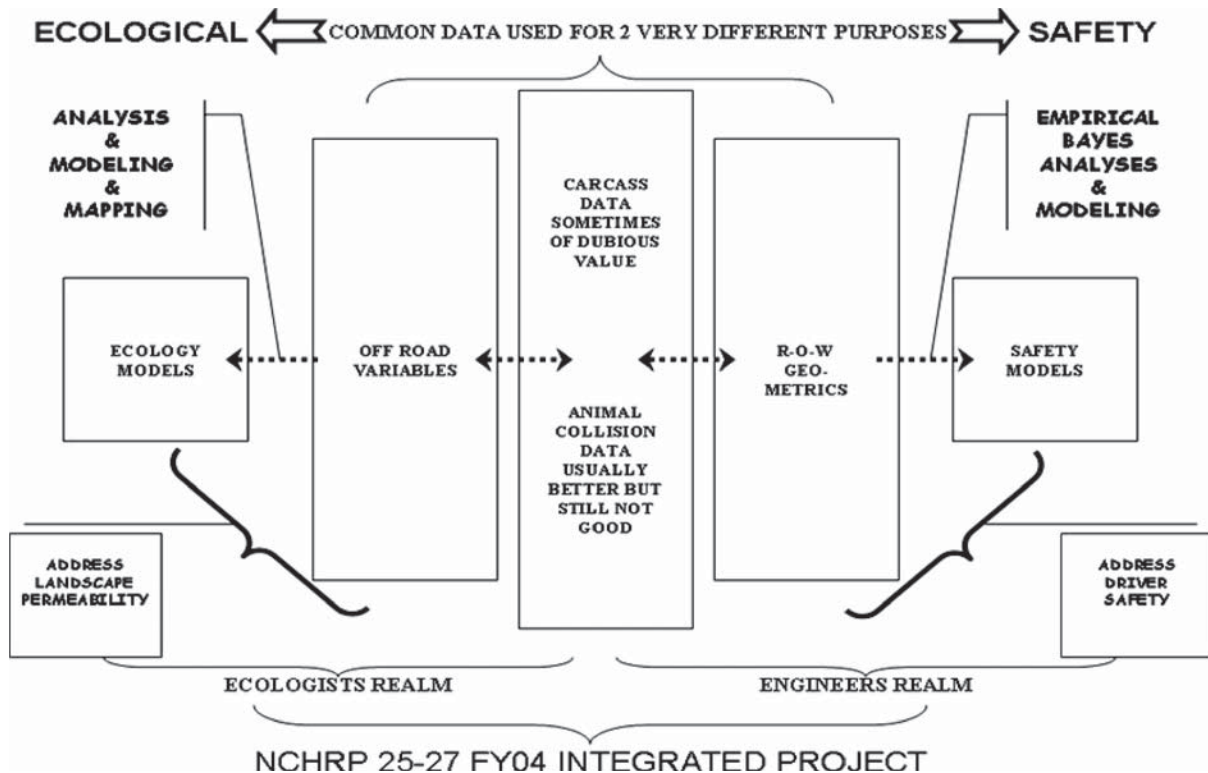 ECOLOGICAL
COMMON DATA USED FOR 2 VERY DIFFERENT PURPOSES
SAFETY
ANALYSIS
&
MODELING
&
MAPPING
EMPIRICAL
BAYES
ANALYSES
&
MODELING
CARCASS
DATA
SOMETIMES
OF DUBIOUS
VALUE
ECOLOGY
MODELS
OFF ROAD
VARIABLES
R-O-W
GEO-
METRICS
SAFETY
MODELS
ANIMAL
COLLISION
DATA
USUALLY
BETTER BUT
STILL NOT
GOOD
ADDRESS
LANDSCAPE
PERMEABILITY
ADDRESS
DRIVER
SAFETY
ECOLOGISTS REALM
ENGINEERS REALM
NCHRP 25-27 FY04 INTEGRATED PROJECT